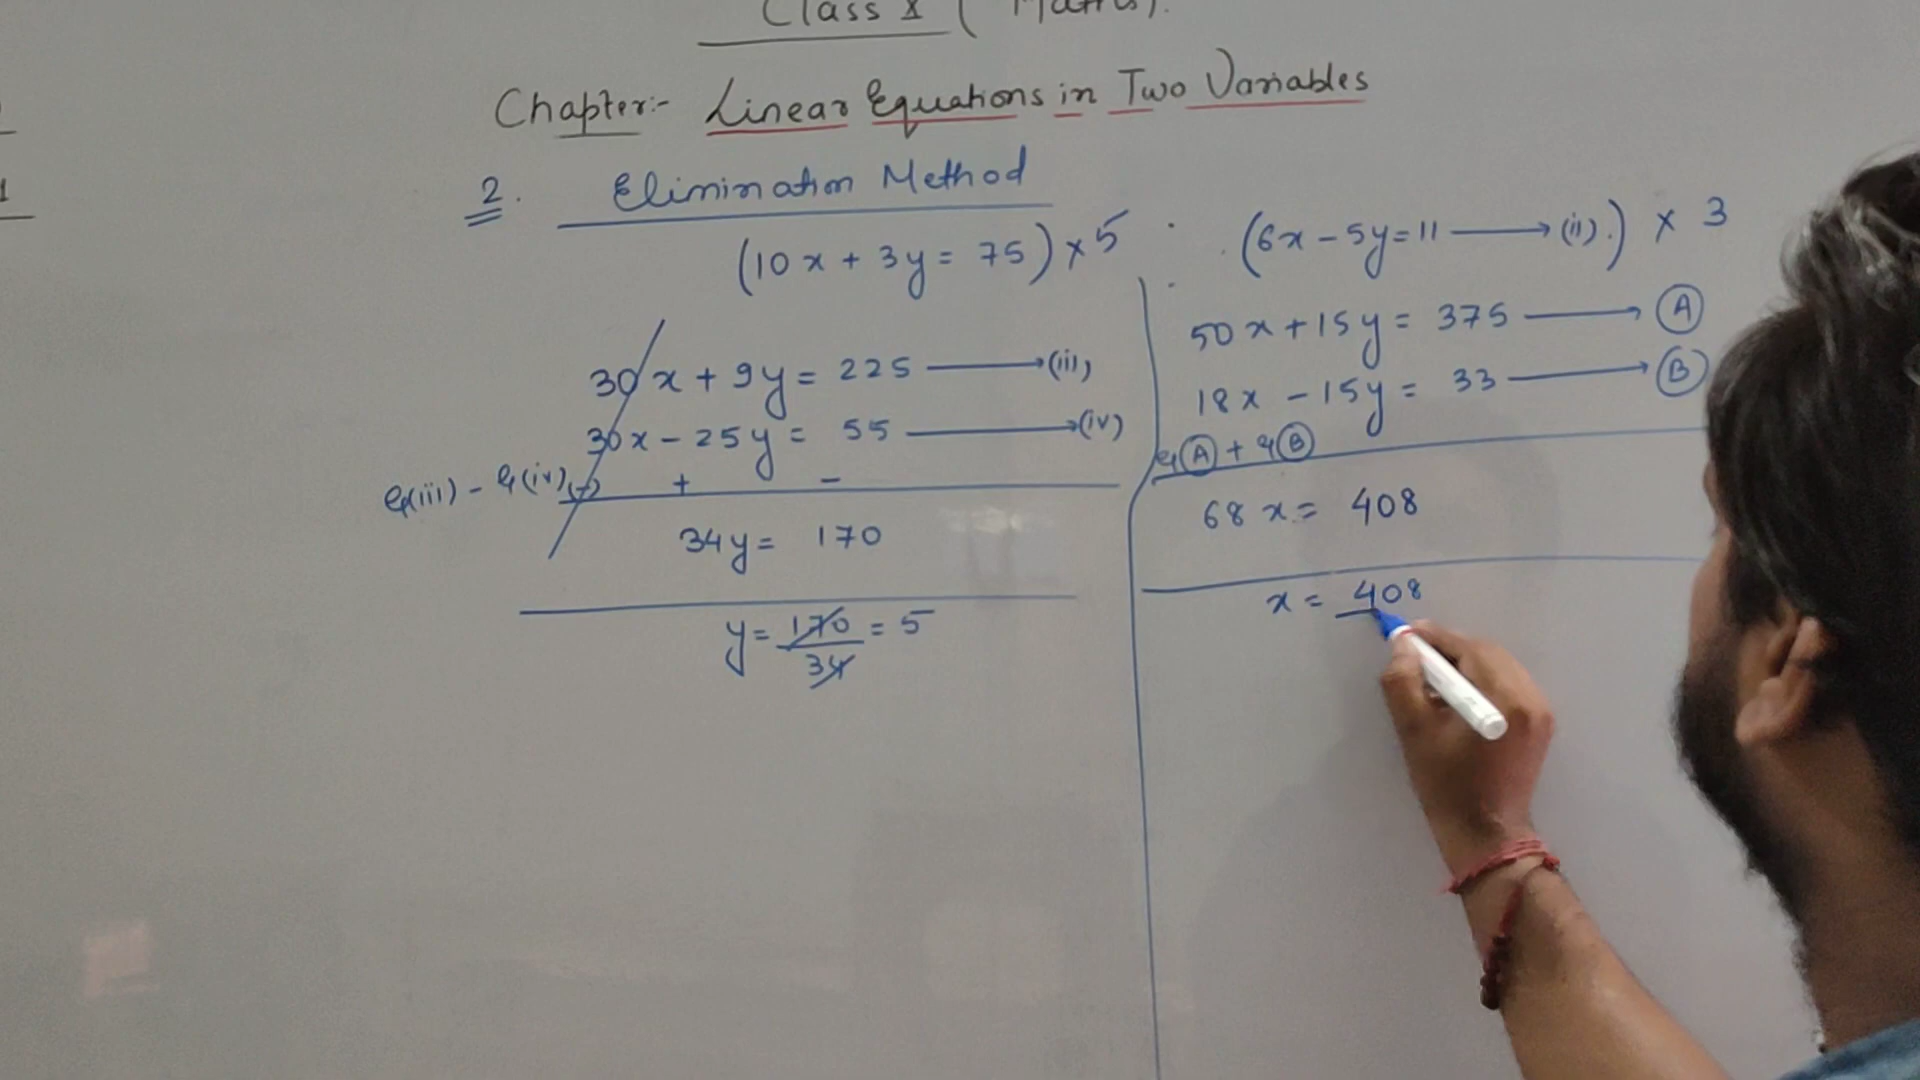 Class X ( Maths).
Chapter:- Linear Equations in Two Variables
2. Elimination Method
(10x + 3y = 75) × 5
30x + 9y = 225 ⟶ (iii)
30x - 25y = 55 ⟶ (iv)
Eq(iii) - Eq(iv) (-) + -
34y = 170
y = 170/34 = 5
(6x - 5y = 11 ⟶ (ii).) × 3
50x + 15y = 375 ⟶ Ⓐ
18x - 15y = 33 ⟶ Ⓑ
Eq Ⓐ + Eq Ⓑ
68x = 408
x = 408
1